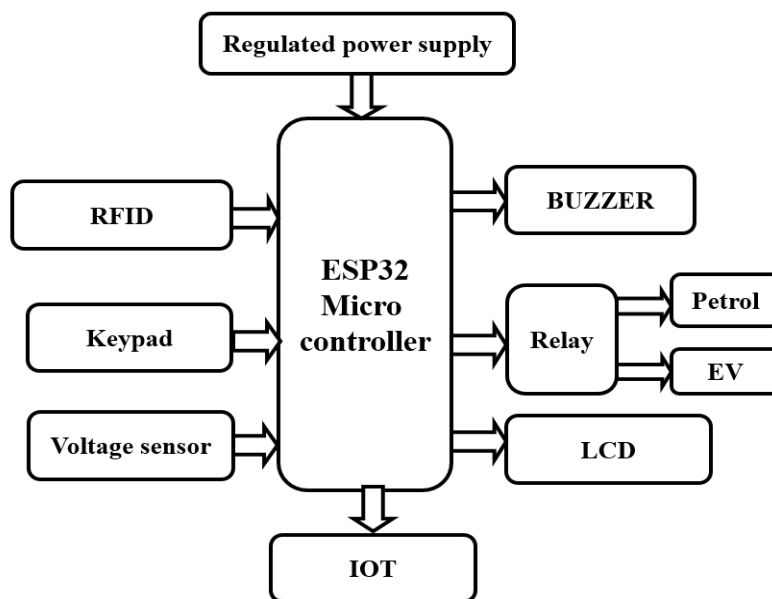 Regulated power supply
RFID
BUZZER
ESP32
Micro
controller
Keypad
Relay
Petrol
EV
Voltage sensor
LCD
IOT